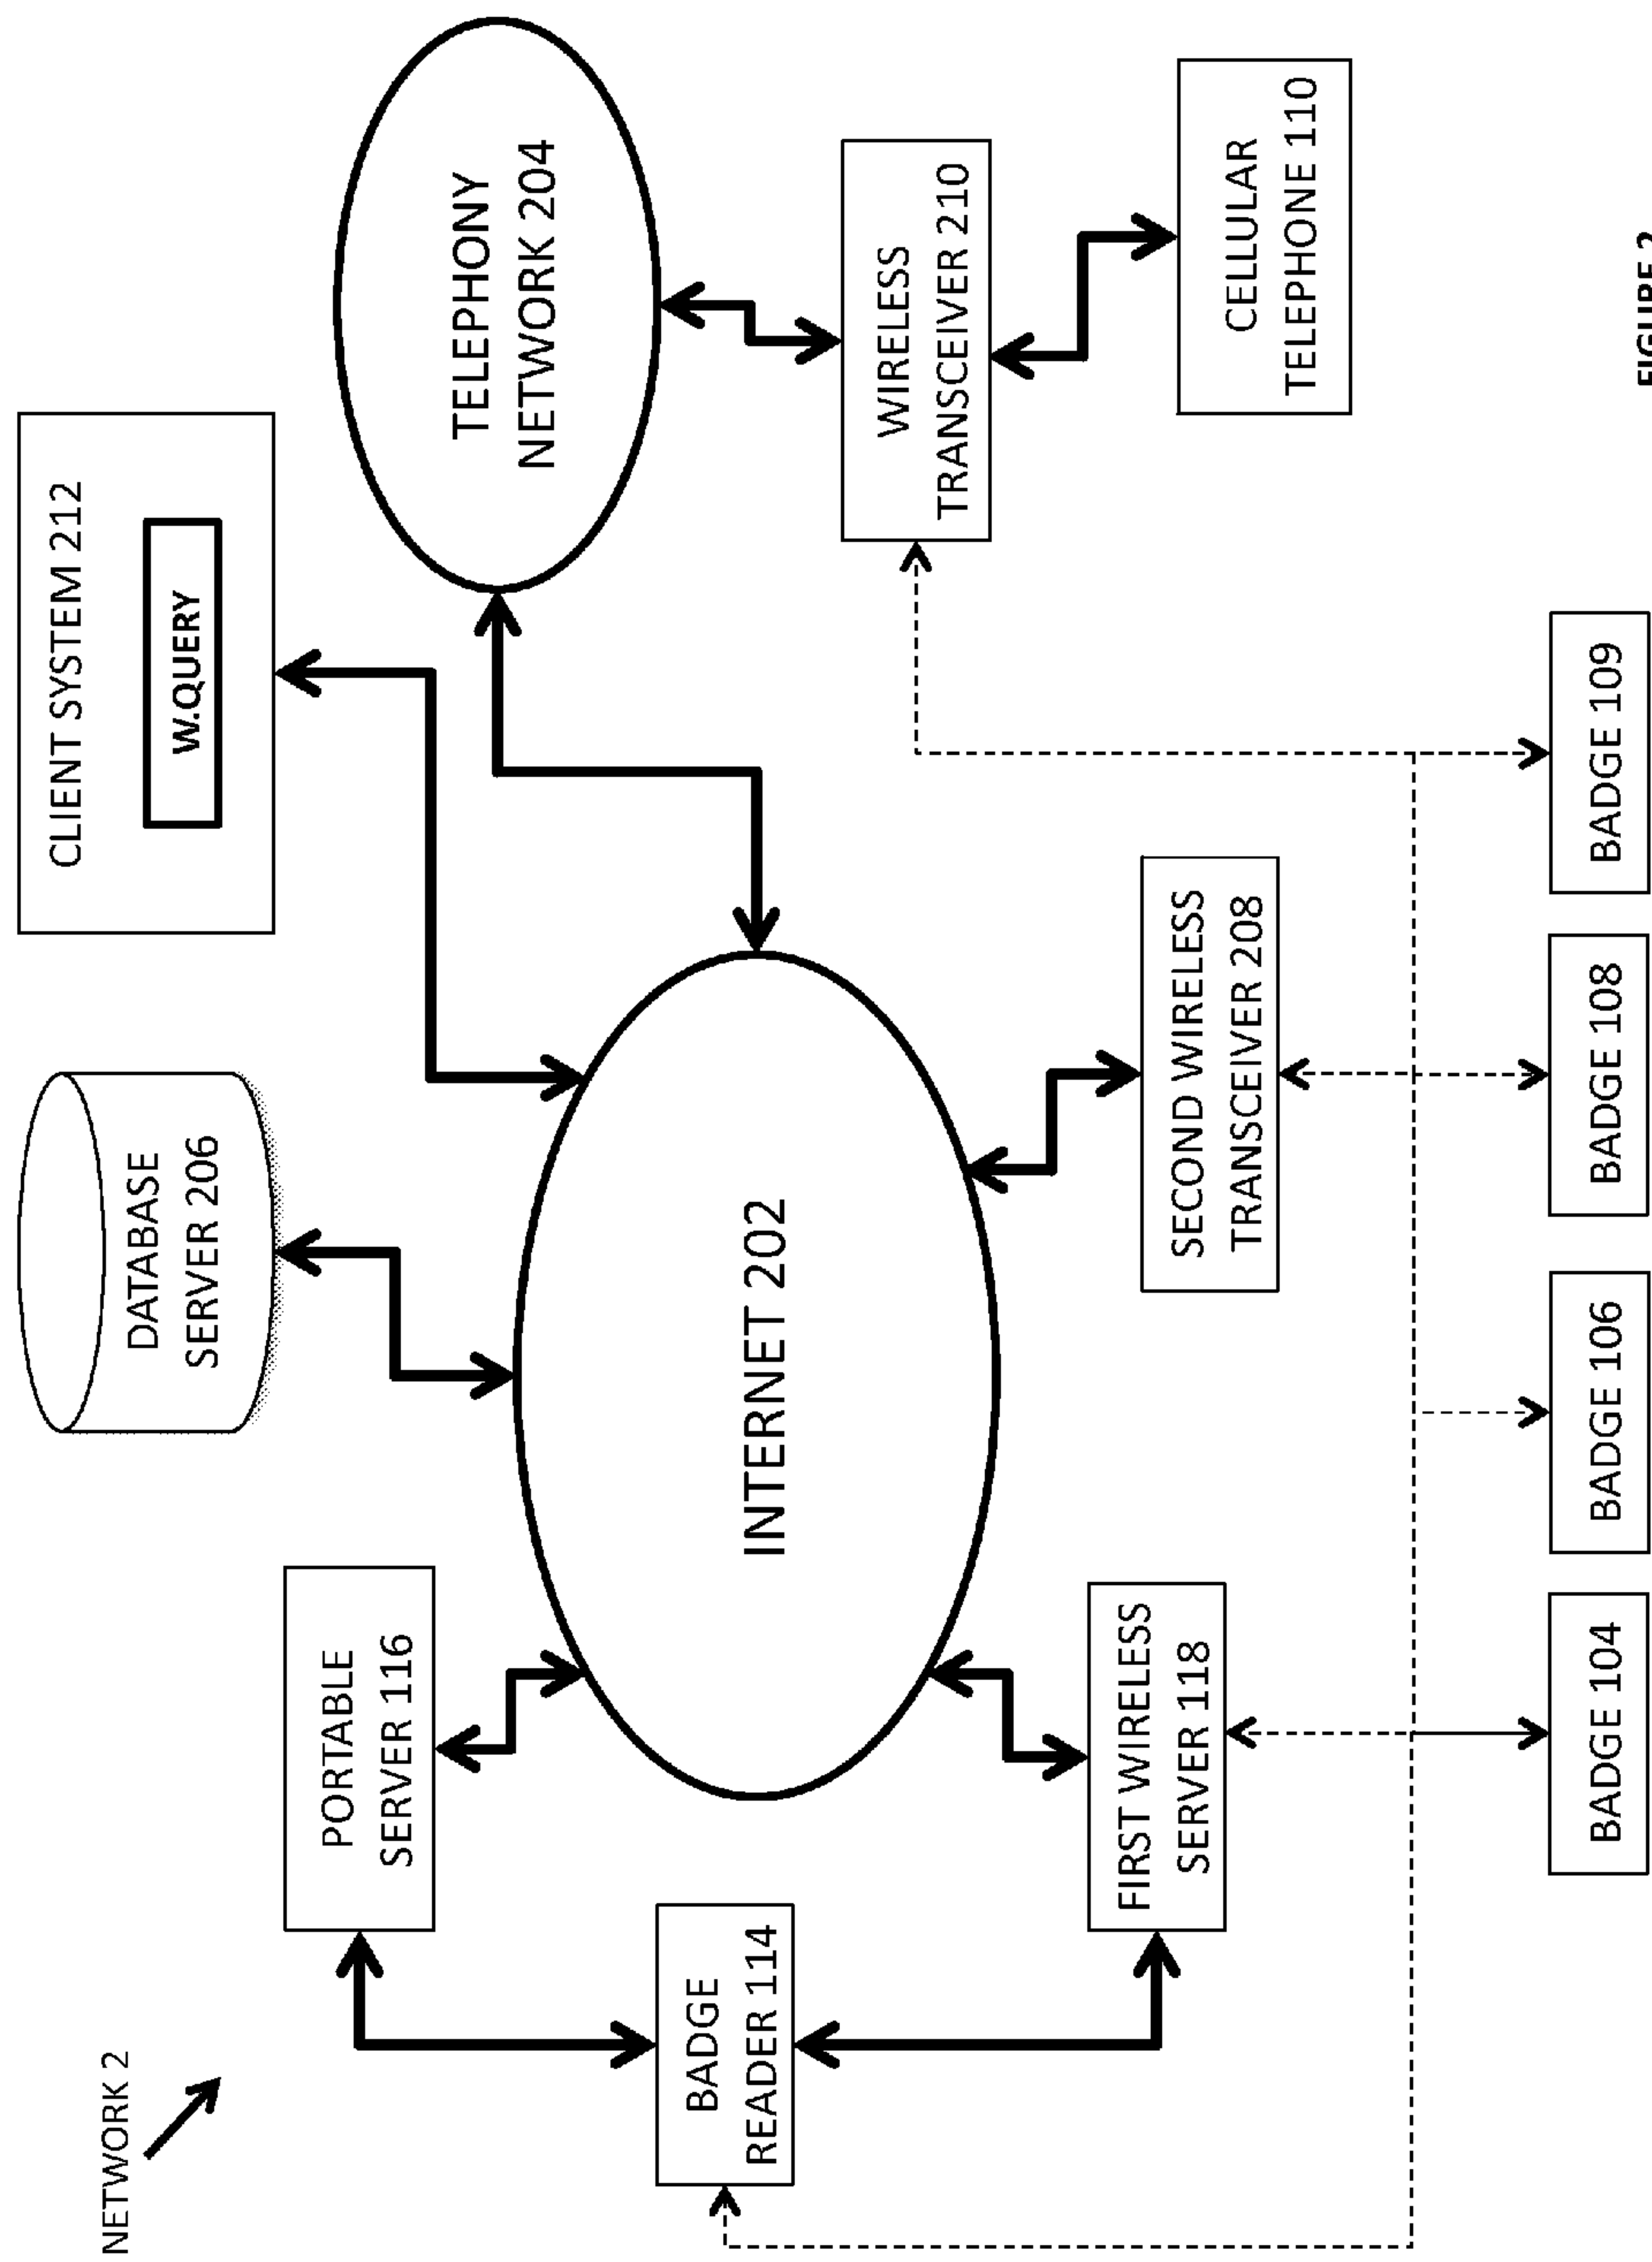 NETWORK 2
DATABASE
SERVER 206
CLIENT SYSTEM 212
W.QUERY
PORTABLE
SERVER 116
TELEPHONY
NETWORK 204
BADGE
READER 114
INTERNET 202
WIRELESS
TRANSCEIVER 210
FIRST WIRELESS
SERVER 118
SECOND WIRELESS
TRANSCEIVER 208
CELLULAR
TELEPHONE 110
BADGE 104
BADGE 106
BADGE 108
BADGE 109
FIGURE 2